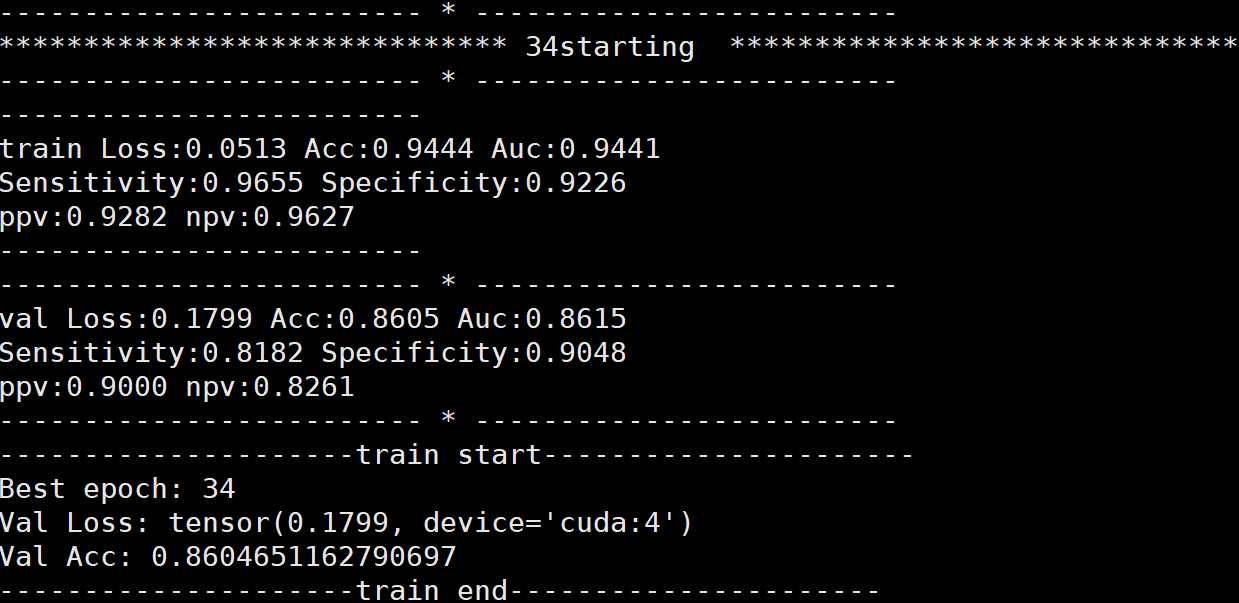 ------------------------- * -------------------------
****************************** 34starting  ******************************
------------------------- * -------------------------
-------------------------
train Loss:0.0513 Acc:0.9444 Auc:0.9441
Sensitivity:0.9655 Specificity:0.9226
ppv:0.9282 npv:0.9627
-------------------------
------------------------- * -------------------------
val Loss:0.1799 Acc:0.8605 Auc:0.8615
Sensitivity:0.8182 Specificity:0.9048
ppv:0.9000 npv:0.8261
------------------------- * -------------------------
---------------------train start----------------------
Best epoch: 34
Val Loss: tensor(0.1799, device='cuda:4')
Val Acc: 0.8604651162790697
---------------------train end----------------------